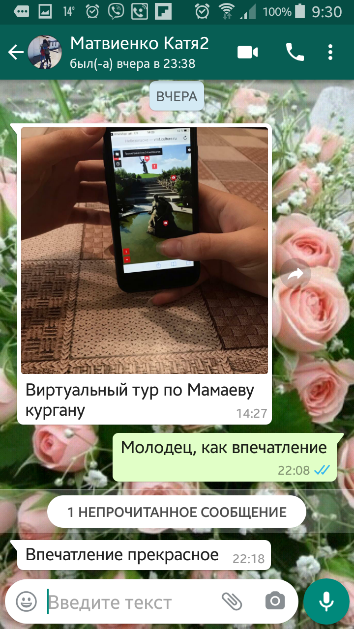 14°
100%
9:30
Матвиенко Катя2
был(-а) вчера в 23:38
ВЧЕРА
Виртуальный тур по Мамаеву
кургану
14:27
Молодец, как впечатление
22:08
1 НЕПРОЧИТАННОЕ СООБЩЕНИЕ
Впечатление прекрасное
22:18
Введите текст